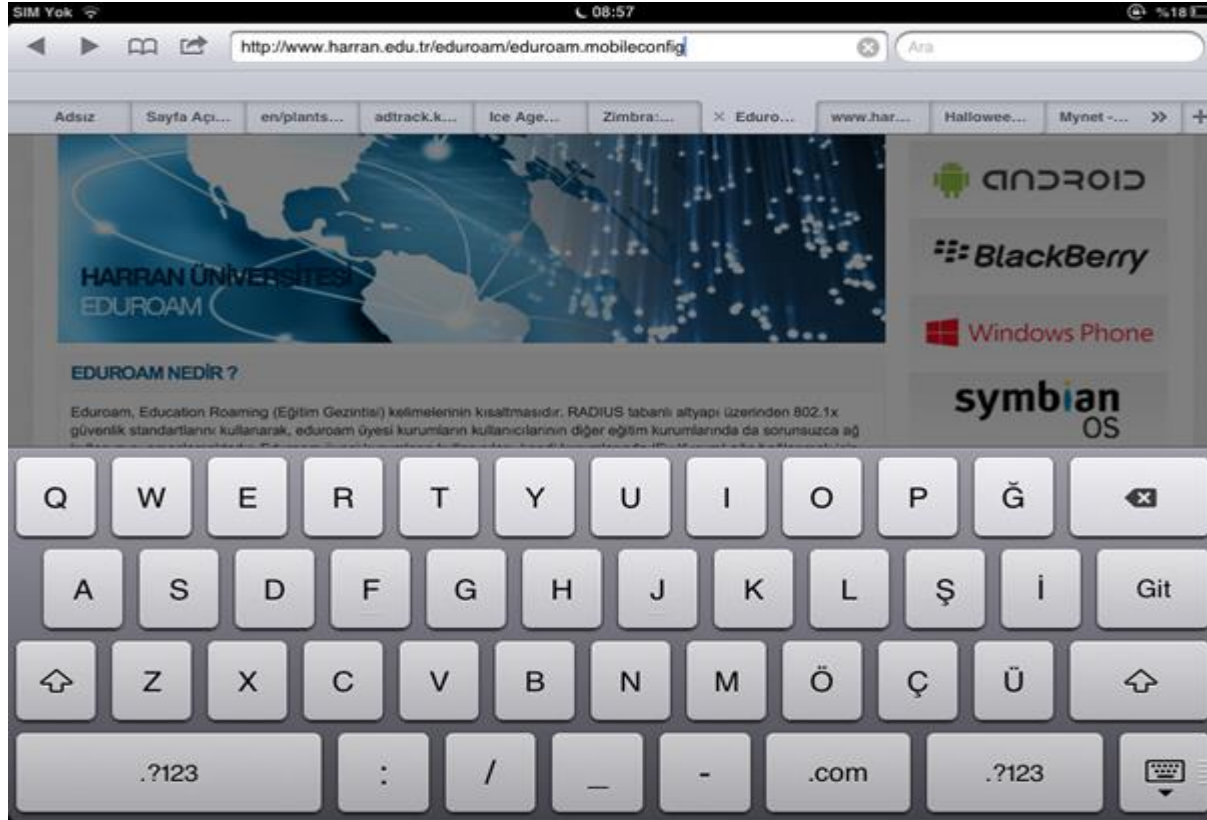 SIM Yok 08:57 %18
http://www.harran.edu.tr/eduroam/eduroam.mobileconfig Ara
Adsız Sayfa Açı... en/plants... adtrack.k... Ice Age... Zimbra:... × Eduro... www.har... Hallowee... Mynet -... >> +
ANDROID
HARRAN ÜNİVERSİTESİ
EDUROAM
BlackBerry
Windows Phone
symbian
OS
EDUROAM NEDİR ?
Eduroam, Education Roaming (Eğitim Gezintisi) kelimelerinin kısaltmasıdır. RADIUS tabanlı altyapı üzerinden 802.1x
güvenlik standartlarını kullanarak, eduroam üyesi kurumların kullanıcılarının diğer eğitim kurumlarında da sorunsuzca ağ
Q W E R T Y U I O P Ğ
A S D F G H J K L Ş İ Git
Z X C V B N M Ö Ç Ü
.?123 : / _ - .com .?123